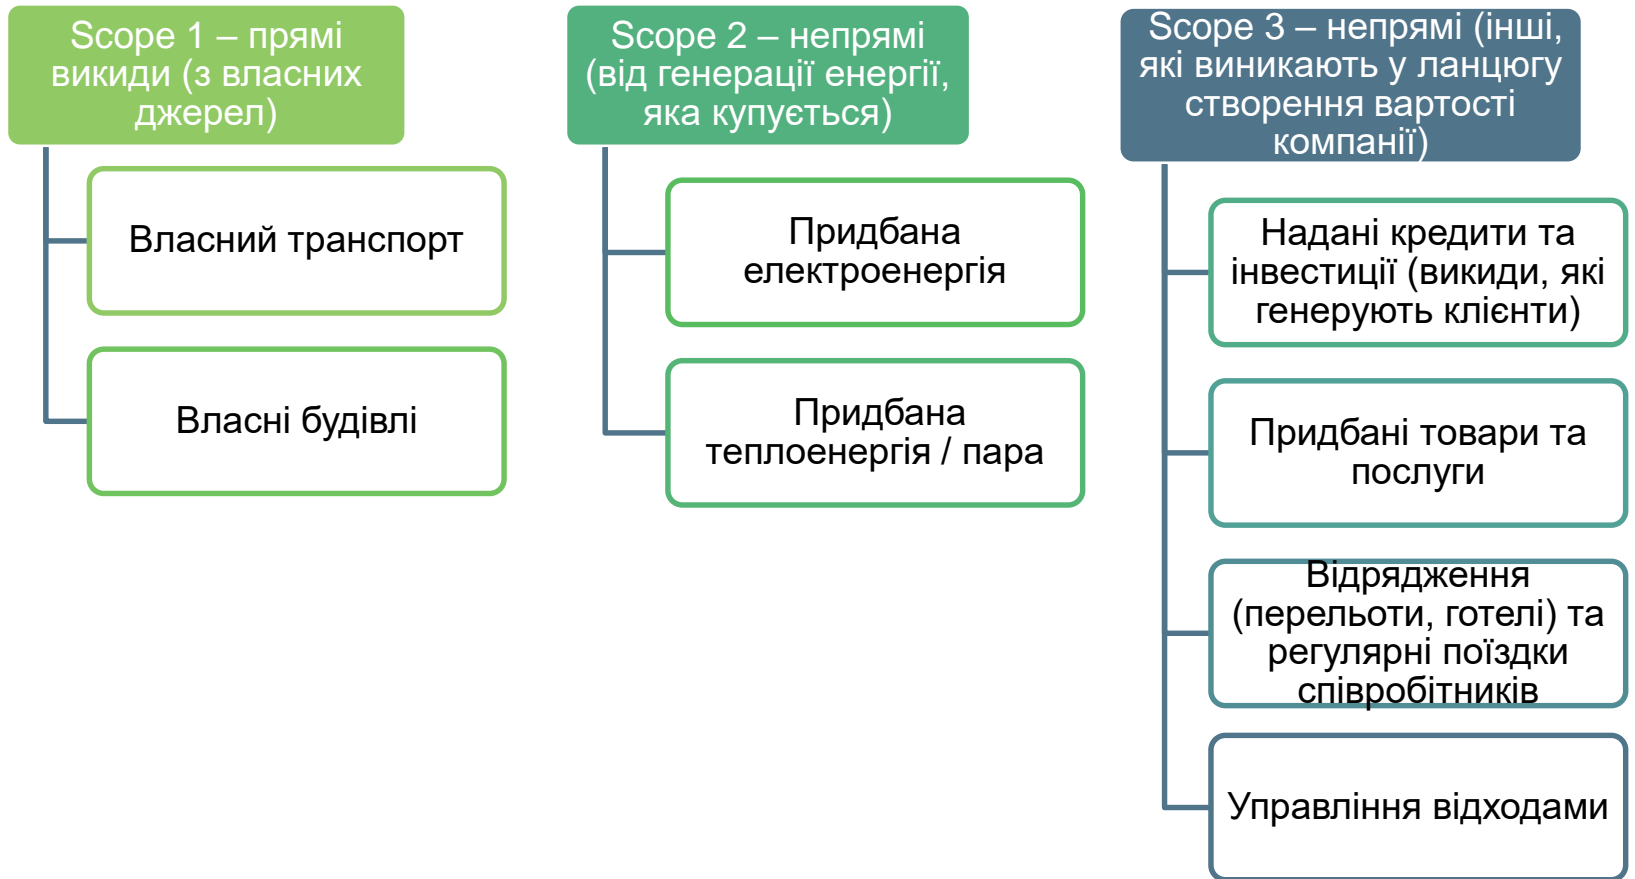 Scope 1 – прямі
викиди (з власних
джерел)
Власний транспорт
Власні будівлі
Scope 2 – непрямі
(від генерації енергії,
яка купується)
Придбана
електроенергія
Придбана
теплоенергія / пара
Scope 3 – непрямі (інші,
які виникають у ланцюгу
створення вартості
компанії)
Надані кредити та
інвестиції (викиди, які
генерують клієнти)
Придбані товари та
послуги
Відрядження
(перельоти, готелі) та
регулярні поїздки
співробітників
Управління відходами